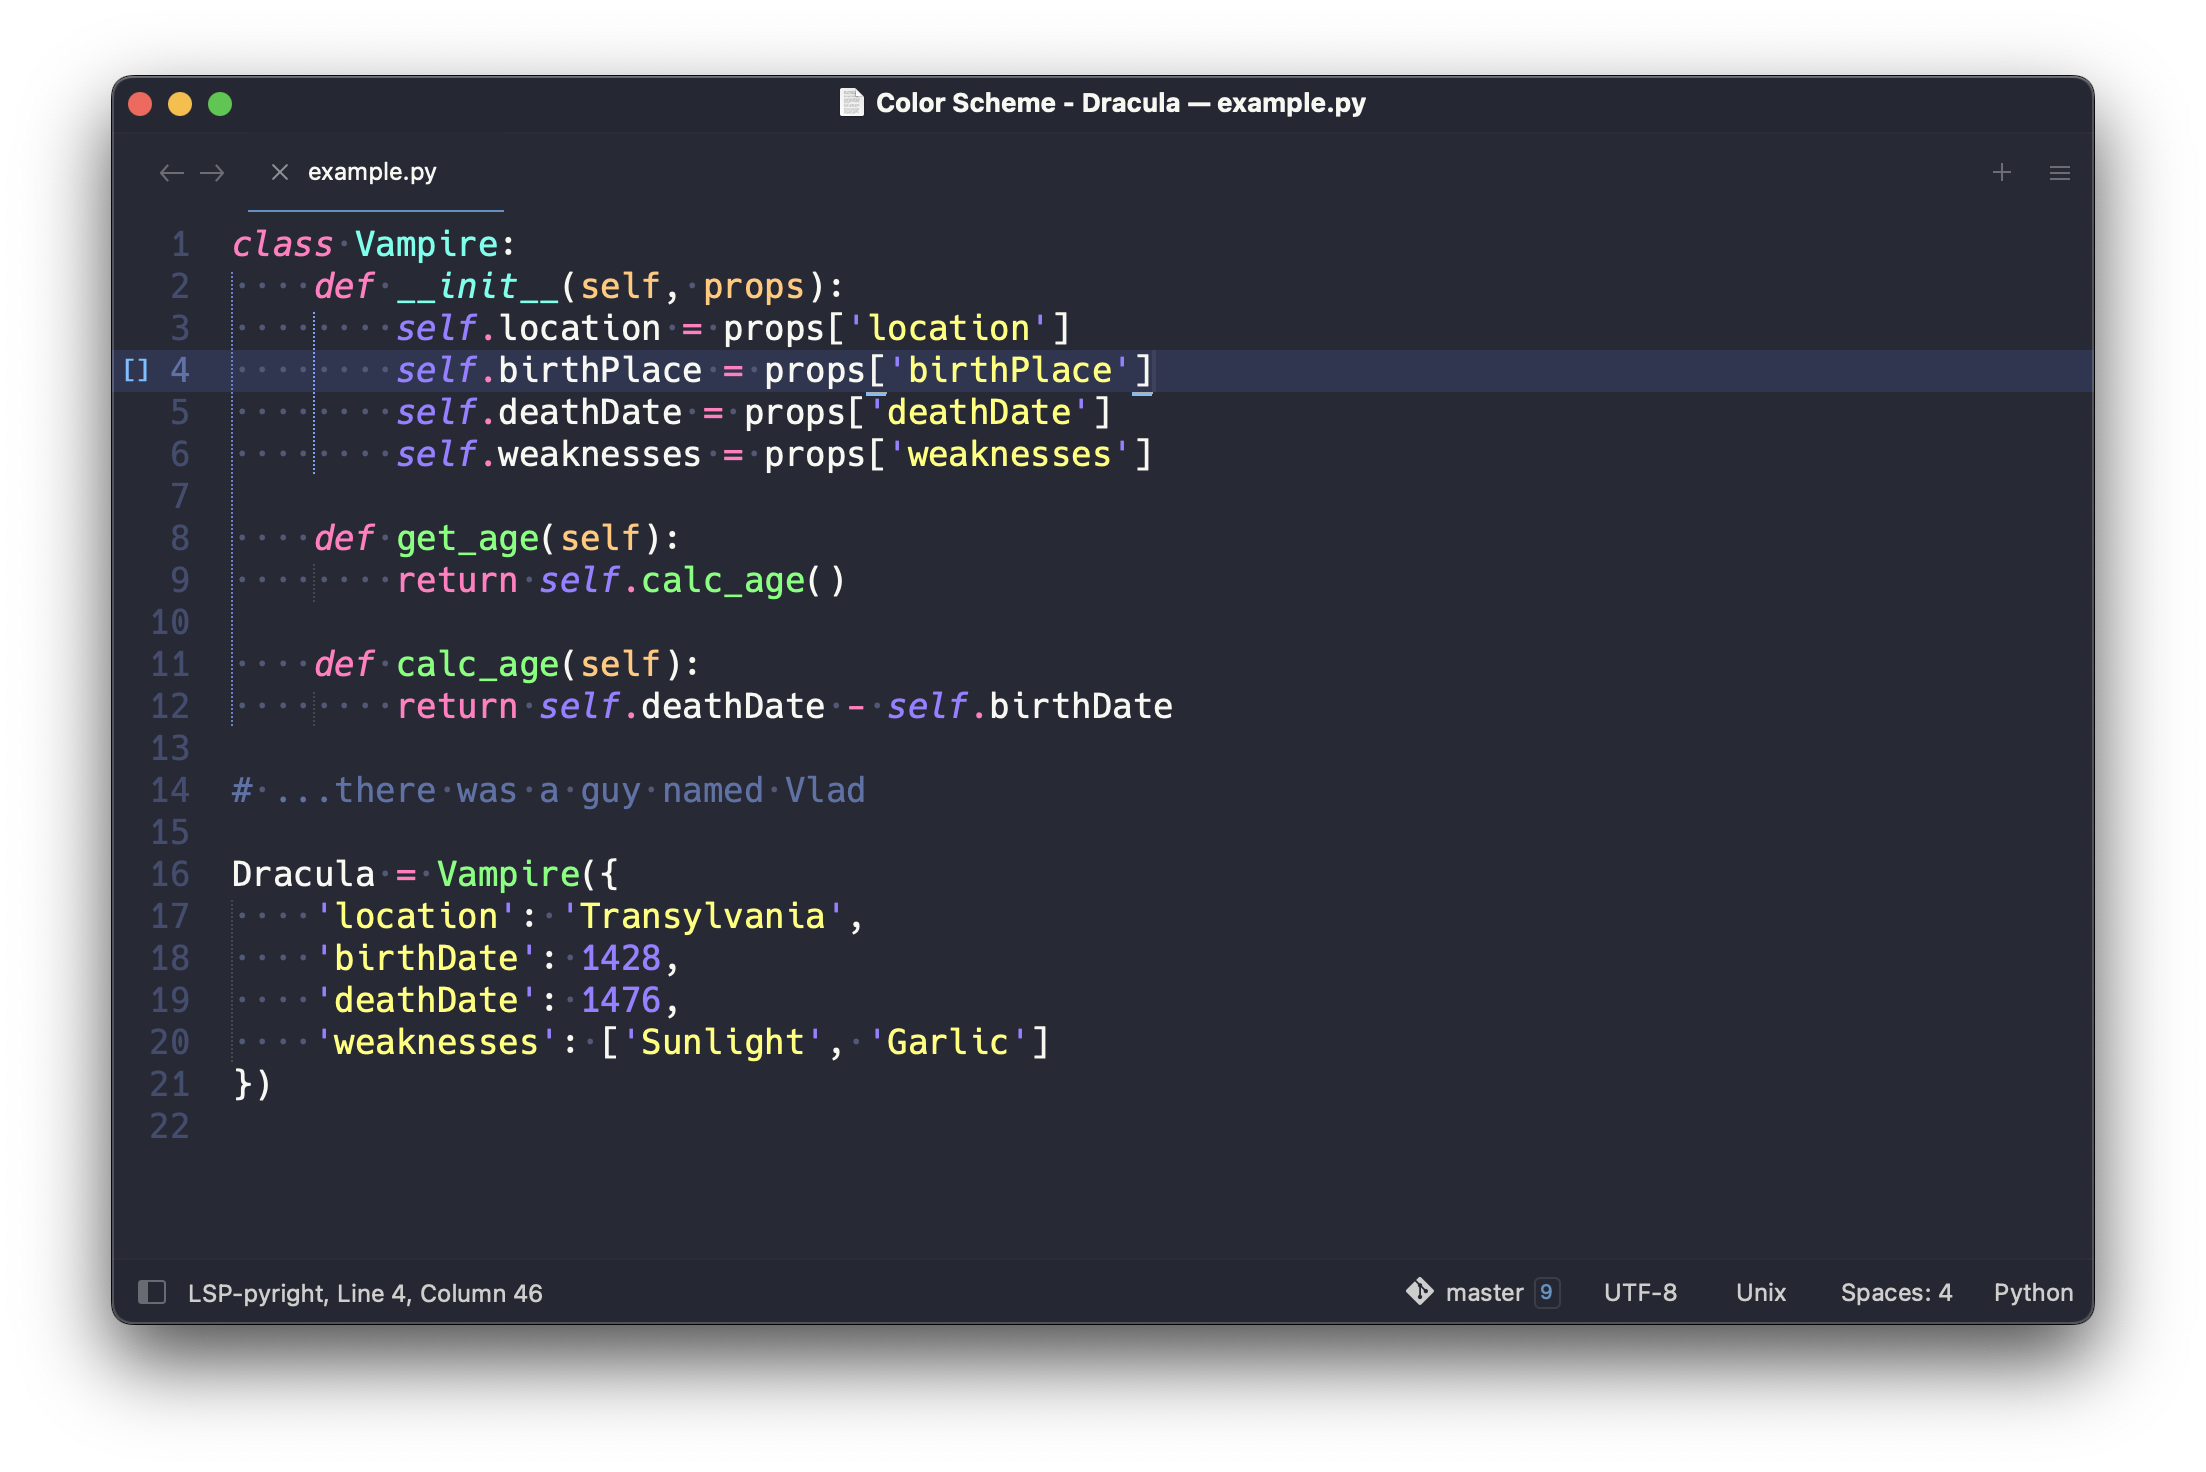 Color Scheme - Dracula — example.py
example.py
1 class Vampire:
2     def __init__(self, props):
3         self.location = props['location']
[] 4         self.birthPlace = props['birthPlace']
5         self.deathDate = props['deathDate']
6         self.weaknesses = props['weaknesses']
7
8     def get_age(self):
9         return self.calc_age()
10
11     def calc_age(self):
12         return self.deathDate - self.birthDate
13
14 # ...there was a guy named Vlad
15
16 Dracula = Vampire({
17     'location': 'Transylvania',
18     'birthDate': 1428,
19     'deathDate': 1476,
20     'weaknesses': ['Sunlight', 'Garlic']
21 })
22
LSP-pyright, Line 4, Column 46 master 9 UTF-8 Unix Spaces: 4 Python